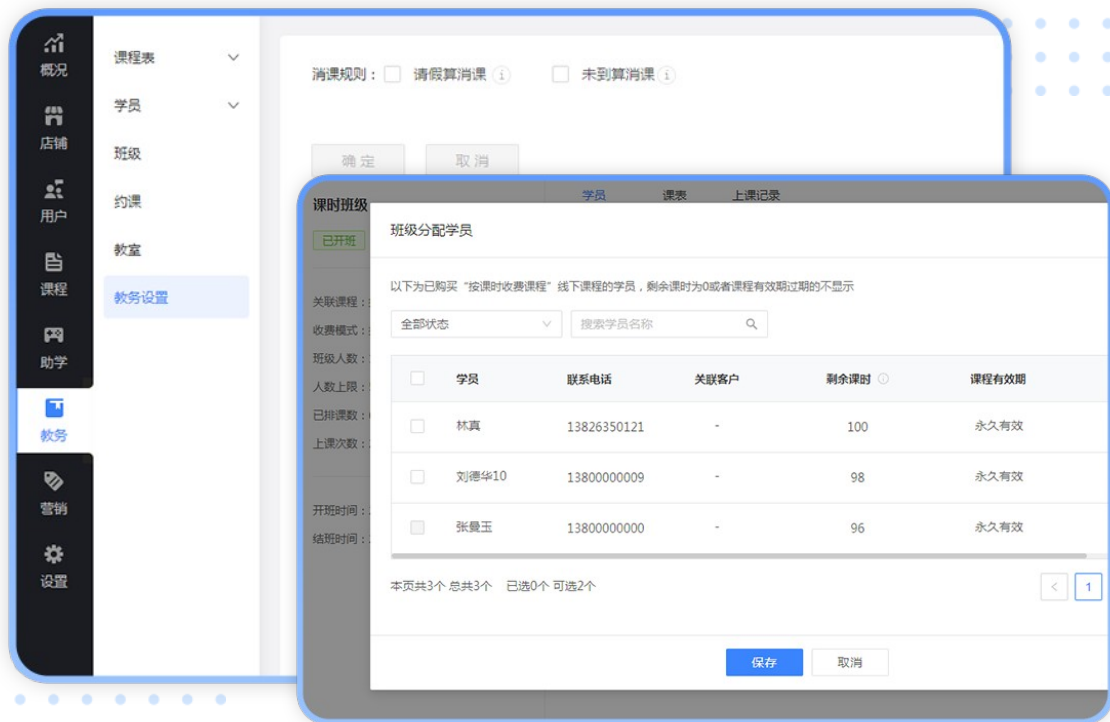 概况
店铺
用户
课程
助学
教务
营销
设置
课程表
学员
班级
约课
教室
教务设置
消课规则： 请假算消课 未到算消课
确定 取消
课时班级
已开班
学员 课表 上课记录
关联课程：
收费模式：
班级人数：
人数上限：
已排课数：
上课次数：
开班时间：
结班时间：
班级分配学员
以下为已购买“按课时收费课程”线下课程的学员，剩余课时为0或者课程有效期过期的不显示
全部状态 搜索学员名称
学员 联系电话 关联客户 剩余课时 课程有效期
林真 13826350121 - 100 永久有效
刘德华10 13800000009 - 98 永久有效
张曼玉 13800000000 - 96 永久有效
本页共3个 总共3个 已选0个 可选2个
< 1
保存 取消